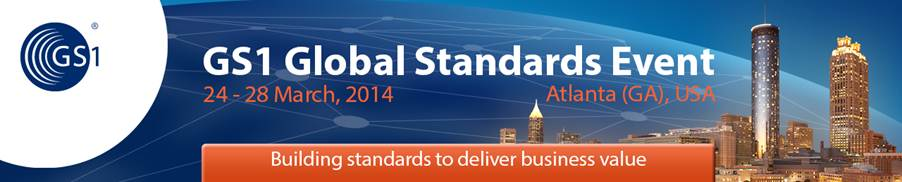 GS1
®
GS1 Global Standards Event
24 - 28 March, 2014
Atlanta (GA), USA
Building standards to deliver business value